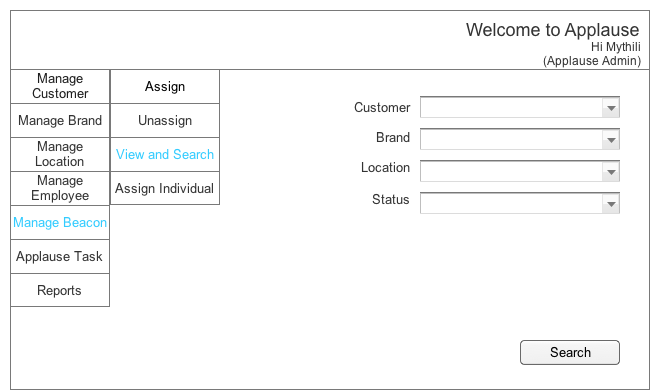 Welcome to Applause
Hi Mythili
(Applause Admin)
Manage
Customer
Manage Brand
Manage
Location
Manage
Employee
Manage Beacon
Applause Task
Reports
Assign
Unassign
View and Search
Assign Individual
Customer
Brand
Location
Status
Search